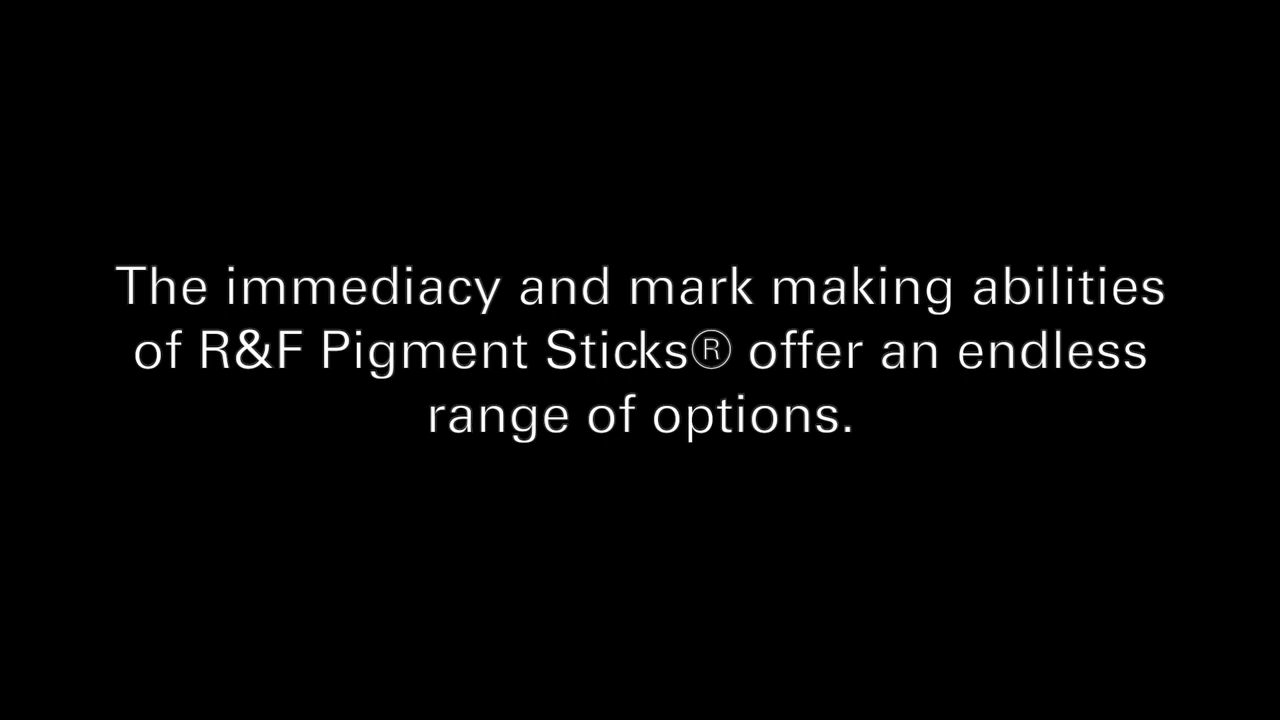 The immediacy and mark making abilities
of R&F Pigment Sticks® offer an endless
range of options.